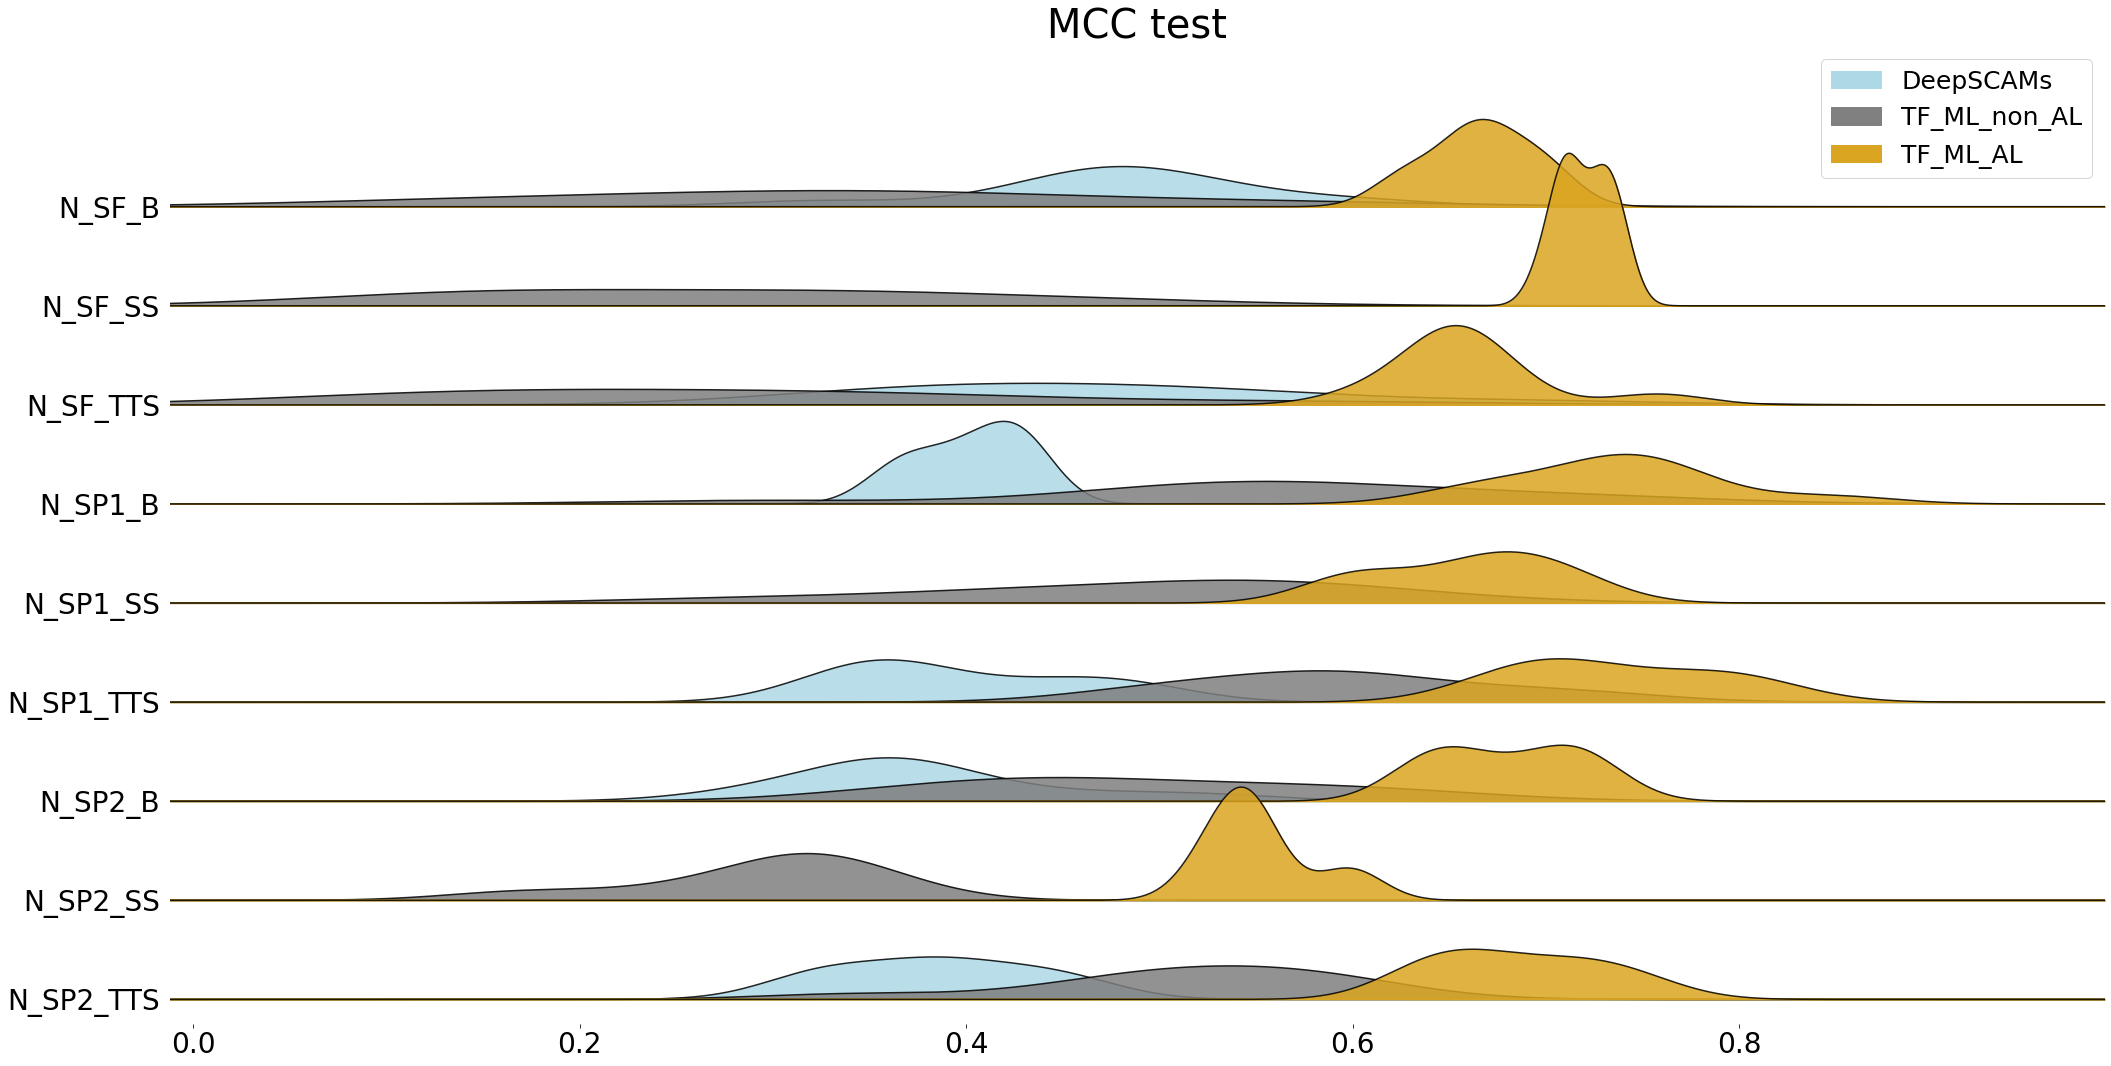 MCC test
DeepSCAMs
TF_ML_non_AL
TF_ML_AL
N_SF_B
N_SF_SS
N_SF_TTS
N_SP1_B
N_SP1_SS
N_SP1_TTS
N_SP2_B
N_SP2_SS
N_SP2_TTS
0.0 0.2 0.4 0.6 0.8